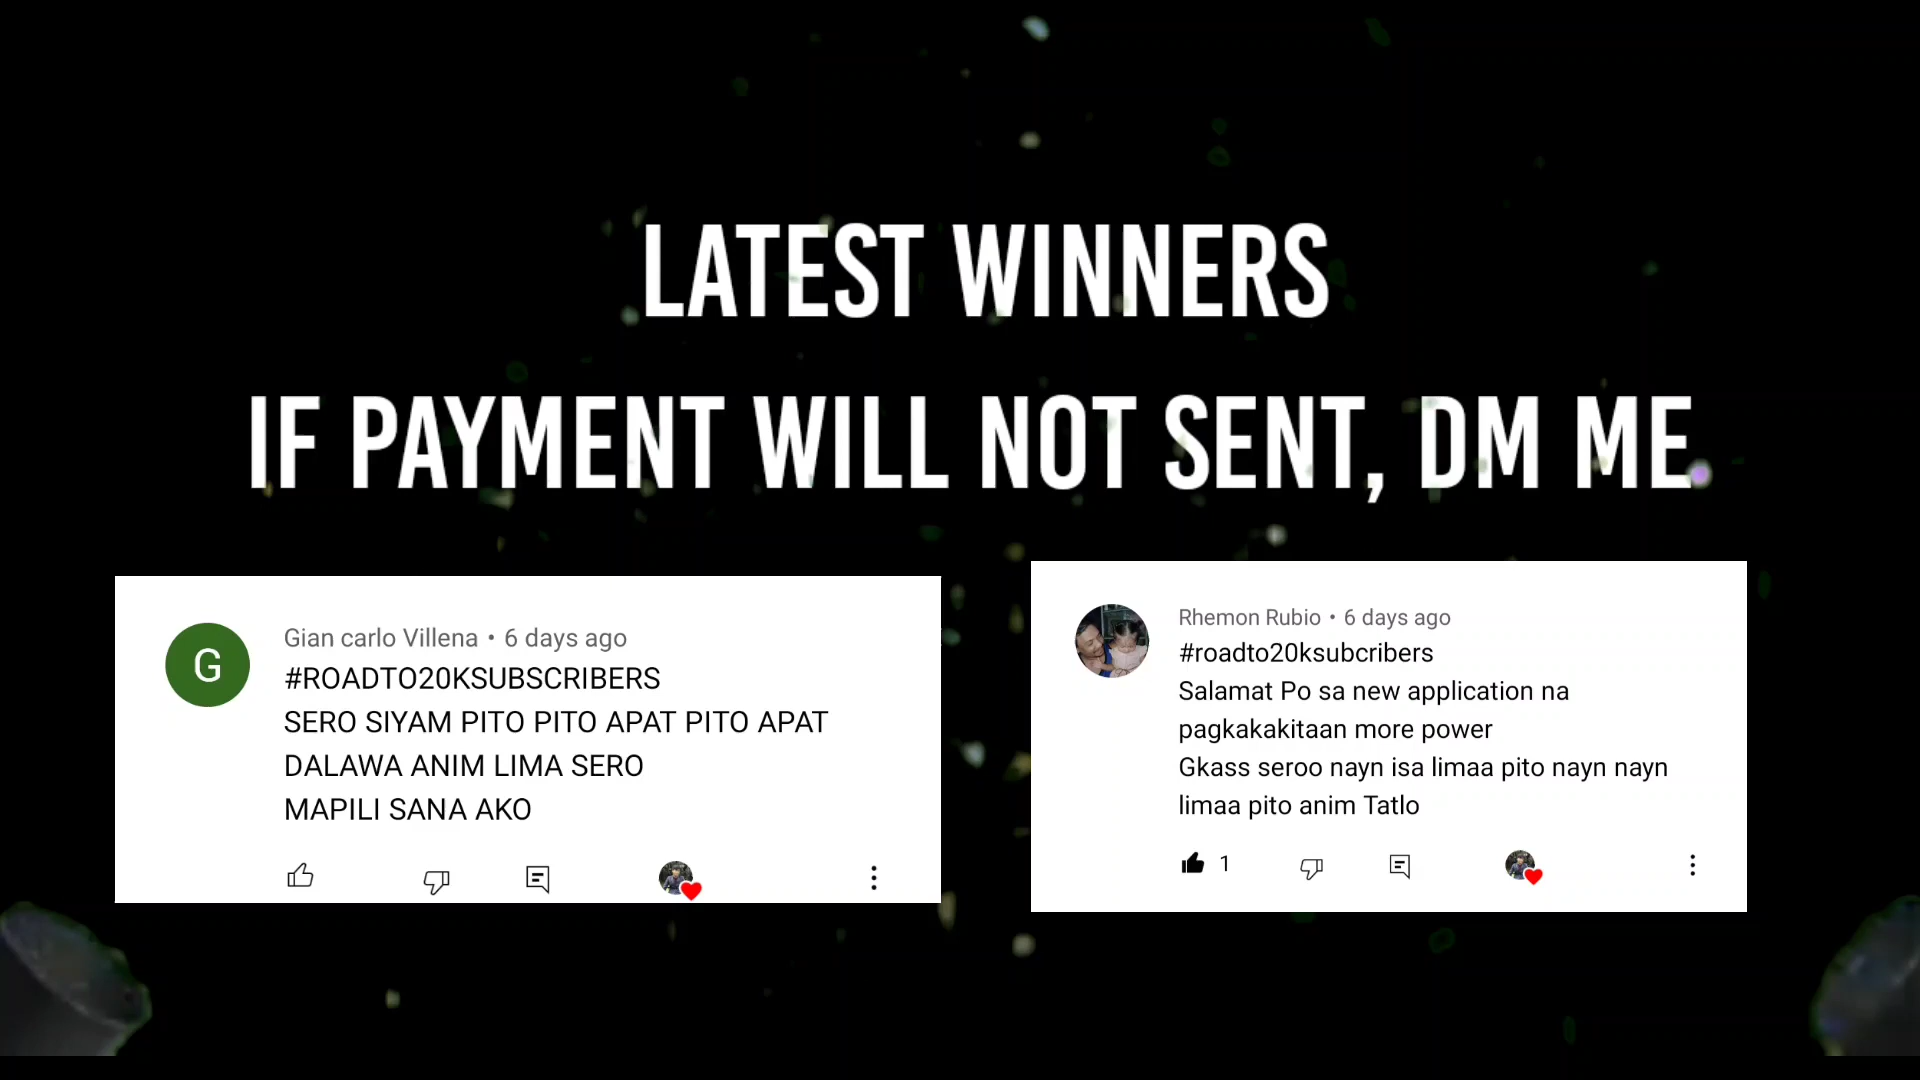 LATEST WINNERS
IF PAYMENT WILL NOT SENT, DM ME
G
Gian carlo Villena • 6 days ago
#ROADTO20KSUBSCRIBERS
SERO SIYAM PITO PITO APAT PITO APAT
DALAWA ANIM LIMA SERO
MAPILI SANA AKO
Rhemon Rubio • 6 days ago
#roadto20ksubcribers
Salamat Po sa new application na
pagkakakitaan more power
Gkass seroo nayn isa limaa pito nayn nayn
limaa pito anim Tatlo
1